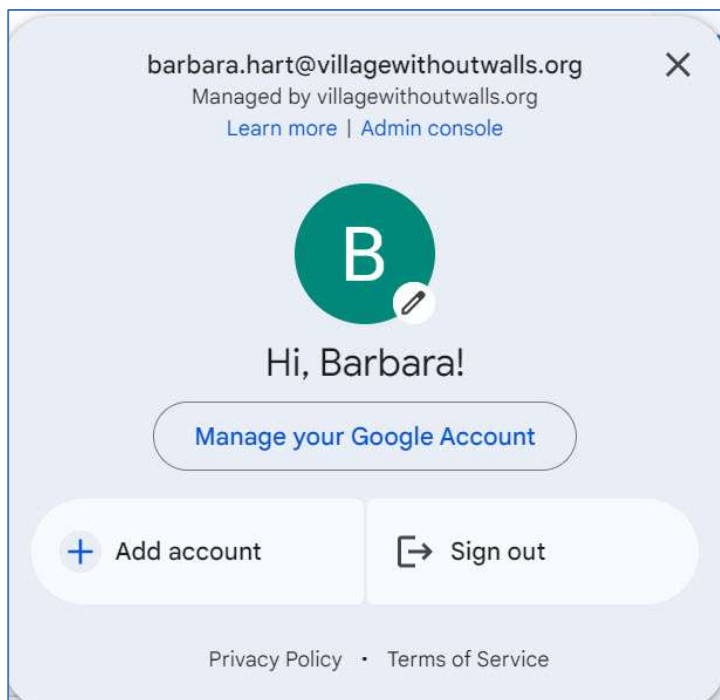 barbara.hart@villagewithoutwalls.org
Managed by villagewithoutwalls.org
Learn more | Admin console
B
Hi, Barbara!
Manage your Google Account
+ Add account
Sign out
Privacy Policy • Terms of Service